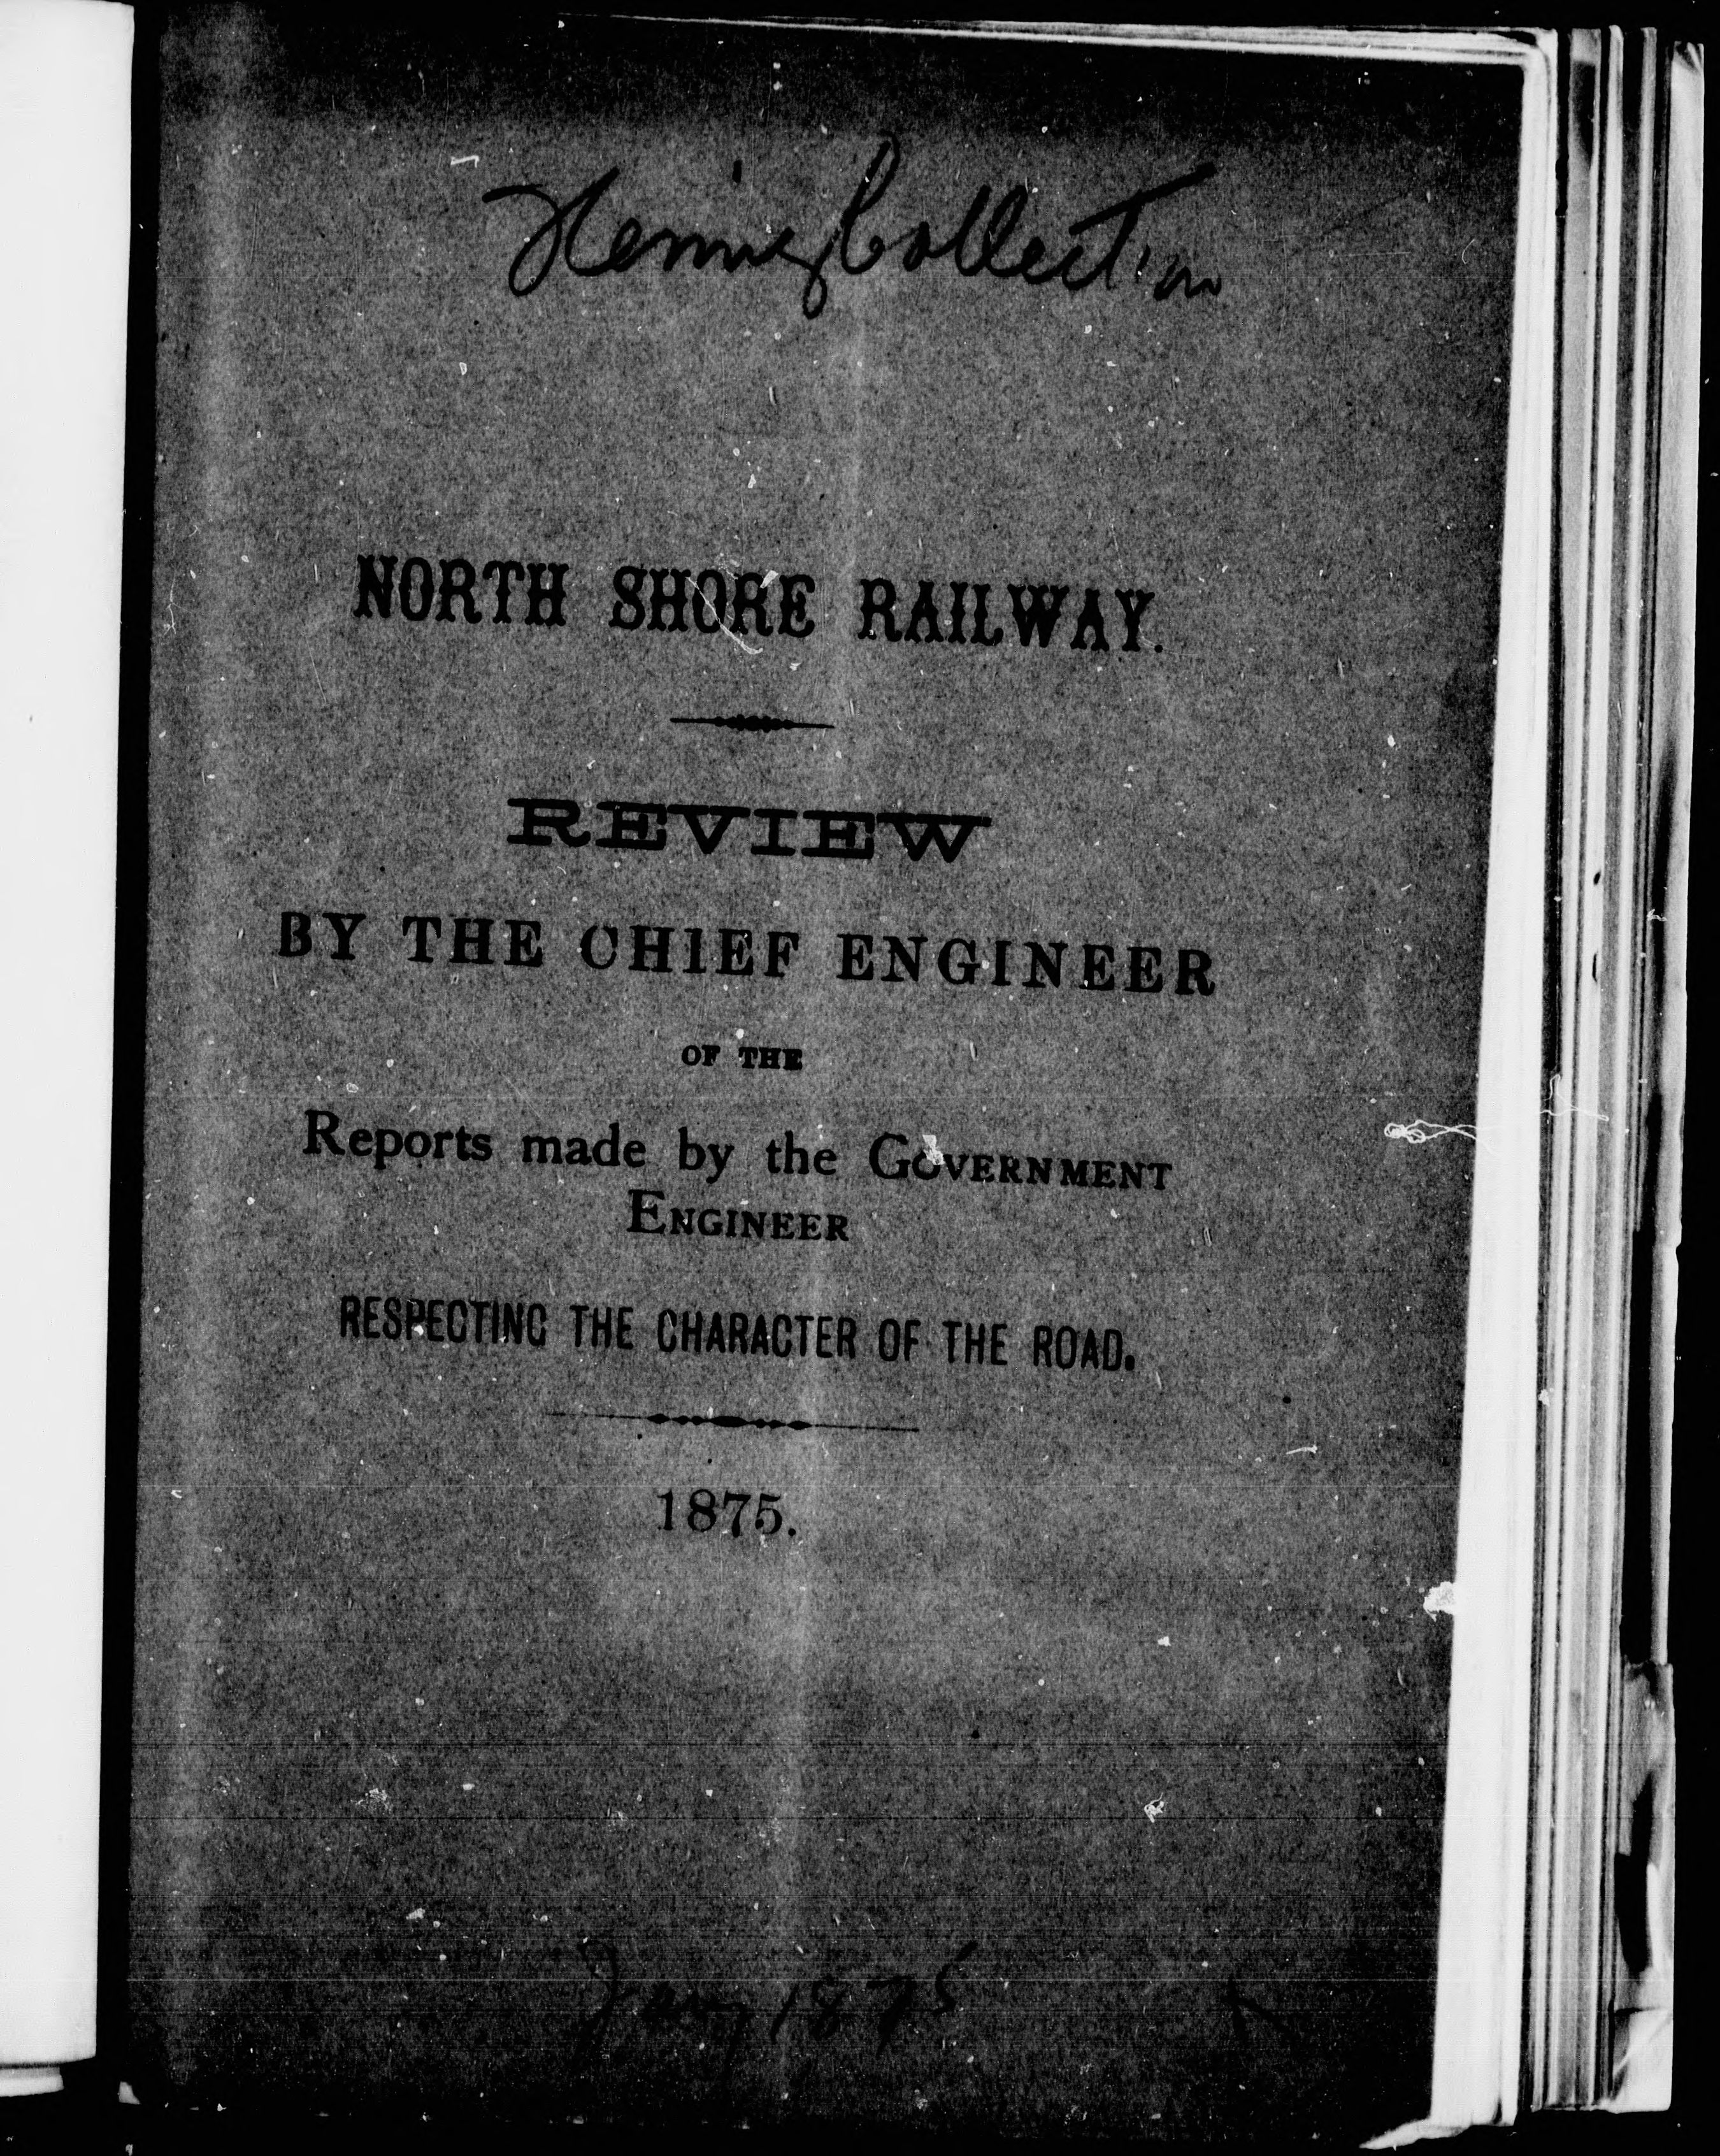 Collection
NORTH SHORE RAILWAY.
REVIEW
BY THE CHIEF ENGINEER
OF THE
Reports made by the GOVERNMENT
ENGINEER
RESPECTING THE CHARACTER OF THE ROAD.
1875.
Jany 1875